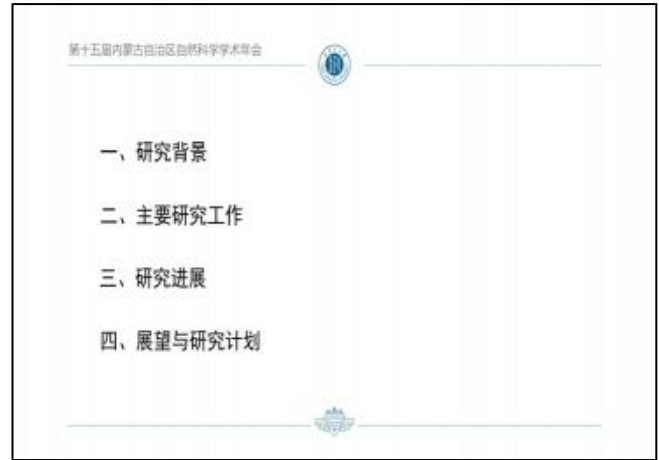 第十五届内蒙古自治区自然科学学术年会
一、研究背景
二、主要研究工作
三、研究进展
四、展望与研究计划